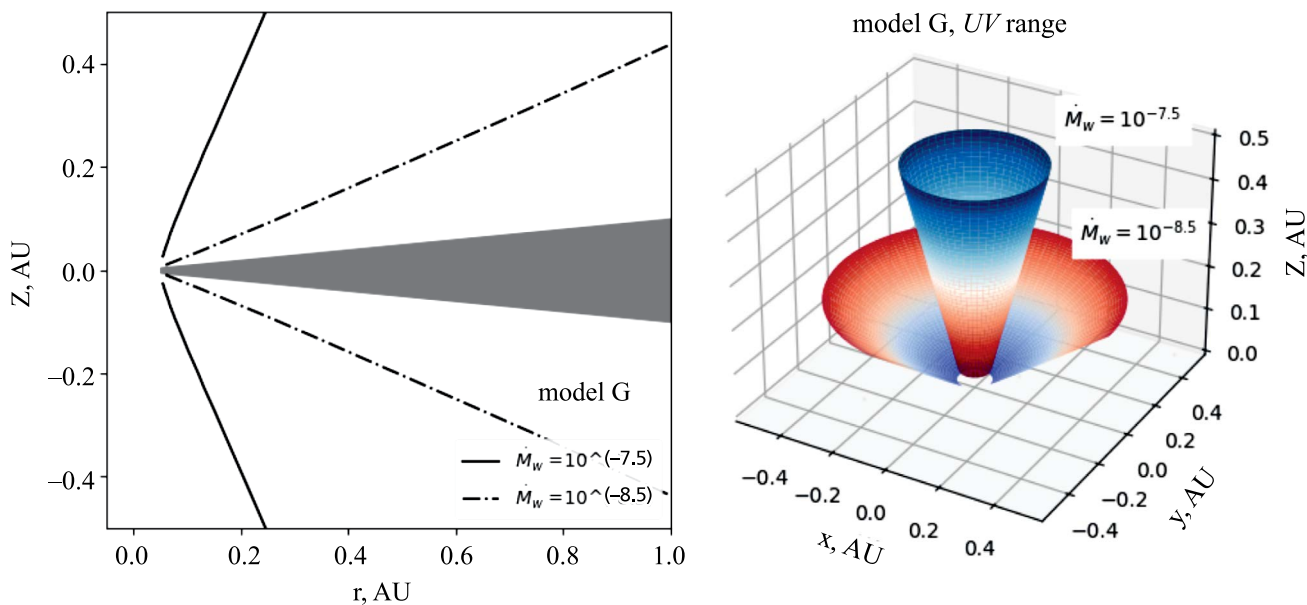 0.4
0.2
0.0
–0.2
–0.4
Z, AU
0.0
0.2
0.4
0.6
0.8
1.0
r, AU
model G
Ṁw =10^(–7.5)
Ṁw =10^(–8.5)
model G, UV range
Ṁw = 10^−7.5
Ṁw = 10^−8.5
0.5
0.4
0.3
0.2
0.1
0.0
Z, AU
−0.4
−0.2
0.0
0.2
0.4
x, AU
0.4
0.2
0.0
−0.2
−0.4
y, AU